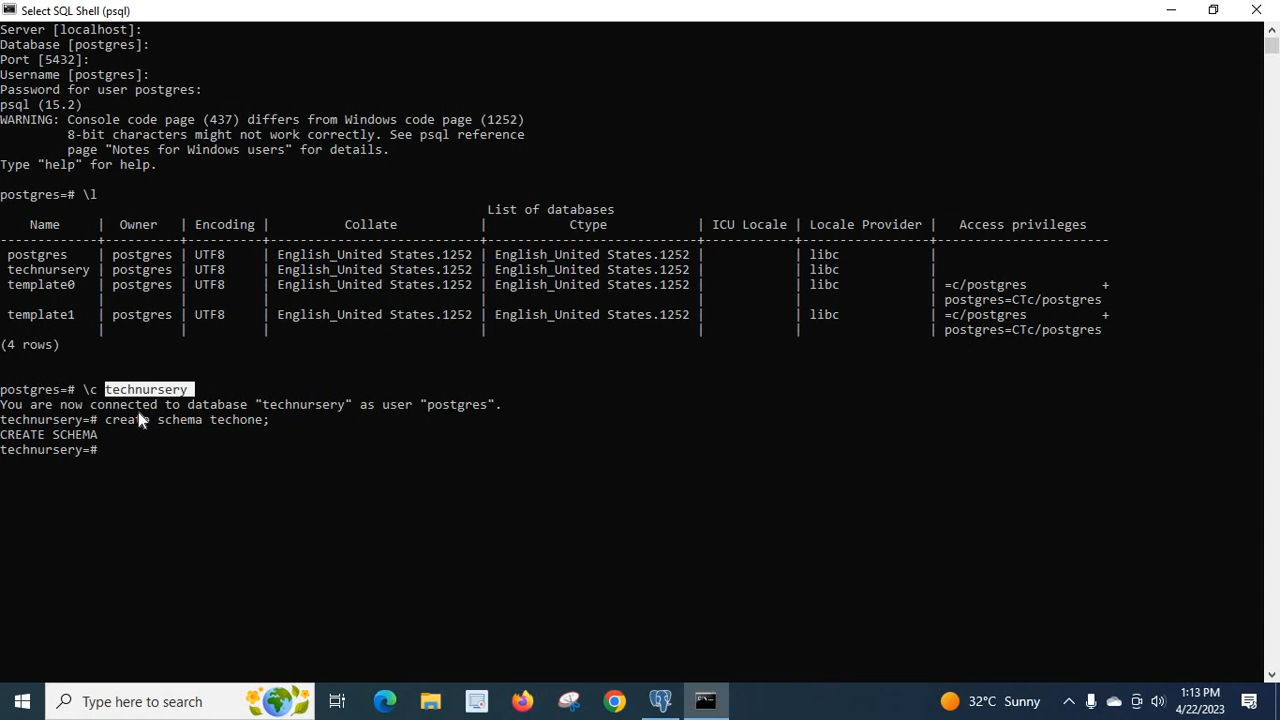 Select SQL Shell (psql)
Server [localhost]:
Database [postgres]:
Port [5432]:
Username [postgres]:
Password for user postgres:
psql (15.2)
WARNING: Console code page (437) differs from Windows code page (1252)
         8-bit characters might not work correctly. See psql reference
         page "Notes for Windows users" for details.
Type "help" for help.
postgres=# \l
                                                                 List of databases
    Name     |  Owner   | Encoding |         Collate          |          Ctype           | ICU Locale | Locale Provider |   Access privileges
-------------+----------+----------+--------------------------+--------------------------+------------+-----------------+-----------------------
 postgres    | postgres | UTF8     | English_United States.1252 | English_United States.1252 |            | libc            |
 technursery | postgres | UTF8     | English_United States.1252 | English_United States.1252 |            | libc            |
 template0   | postgres | UTF8     | English_United States.1252 | English_United States.1252 |            | libc            | =c/postgres          +
             |          |          |                            |                            |            |                 | postgres=CTc/postgres
 template1   | postgres | UTF8     | English_United States.1252 | English_United States.1252 |            | libc            | =c/postgres          +
             |          |          |                            |                            |            |                 | postgres=CTc/postgres
(4 rows)
postgres=# \c technursery
You are now connected to database "technursery" as user "postgres".
technursery=# create schema techone;
CREATE SCHEMA
technursery=#
Type here to search
32°C Sunny
1:13 PM
4/22/2023